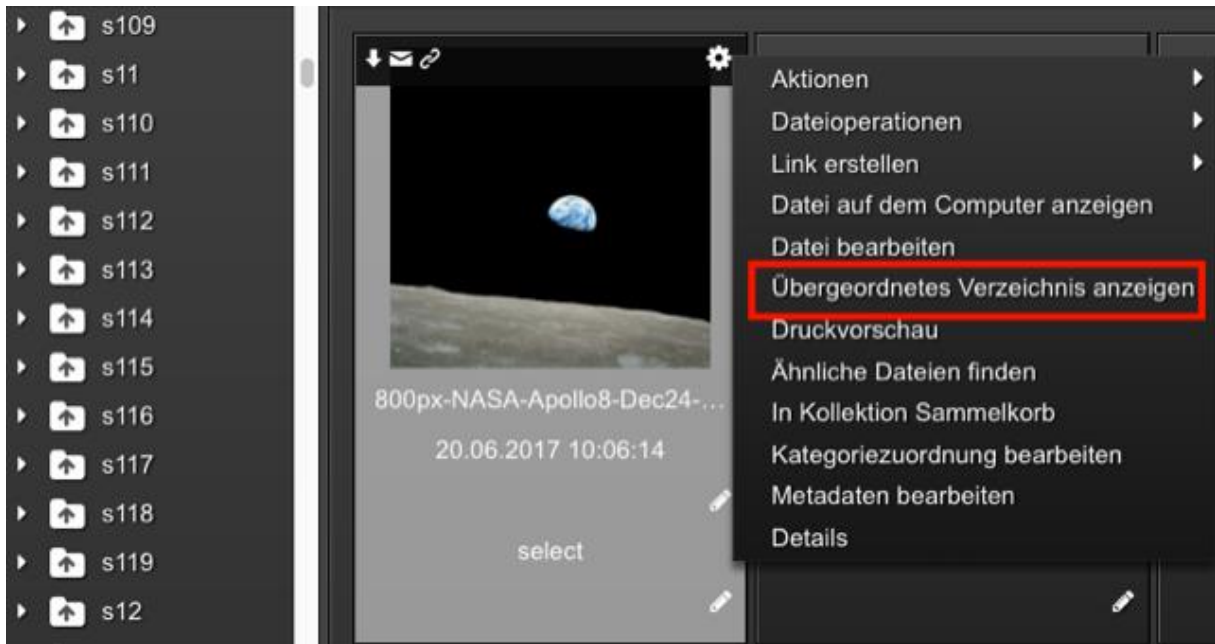 s109
s11
s110
s111
s112
s113
s114
s115
s116
s117
s118
s119
s12
800px-NASA-Apollo8-Dec24-...
20.06.2017 10:06:14
select
Aktionen
Dateioperationen
Link erstellen
Datei auf dem Computer anzeigen
Datei bearbeiten
Übergeordnetes Verzeichnis anzeigen
Druckvorschau
Ähnliche Dateien finden
In Kollektion Sammelkorb
Kategoriezuordnung bearbeiten
Metadaten bearbeiten
Details